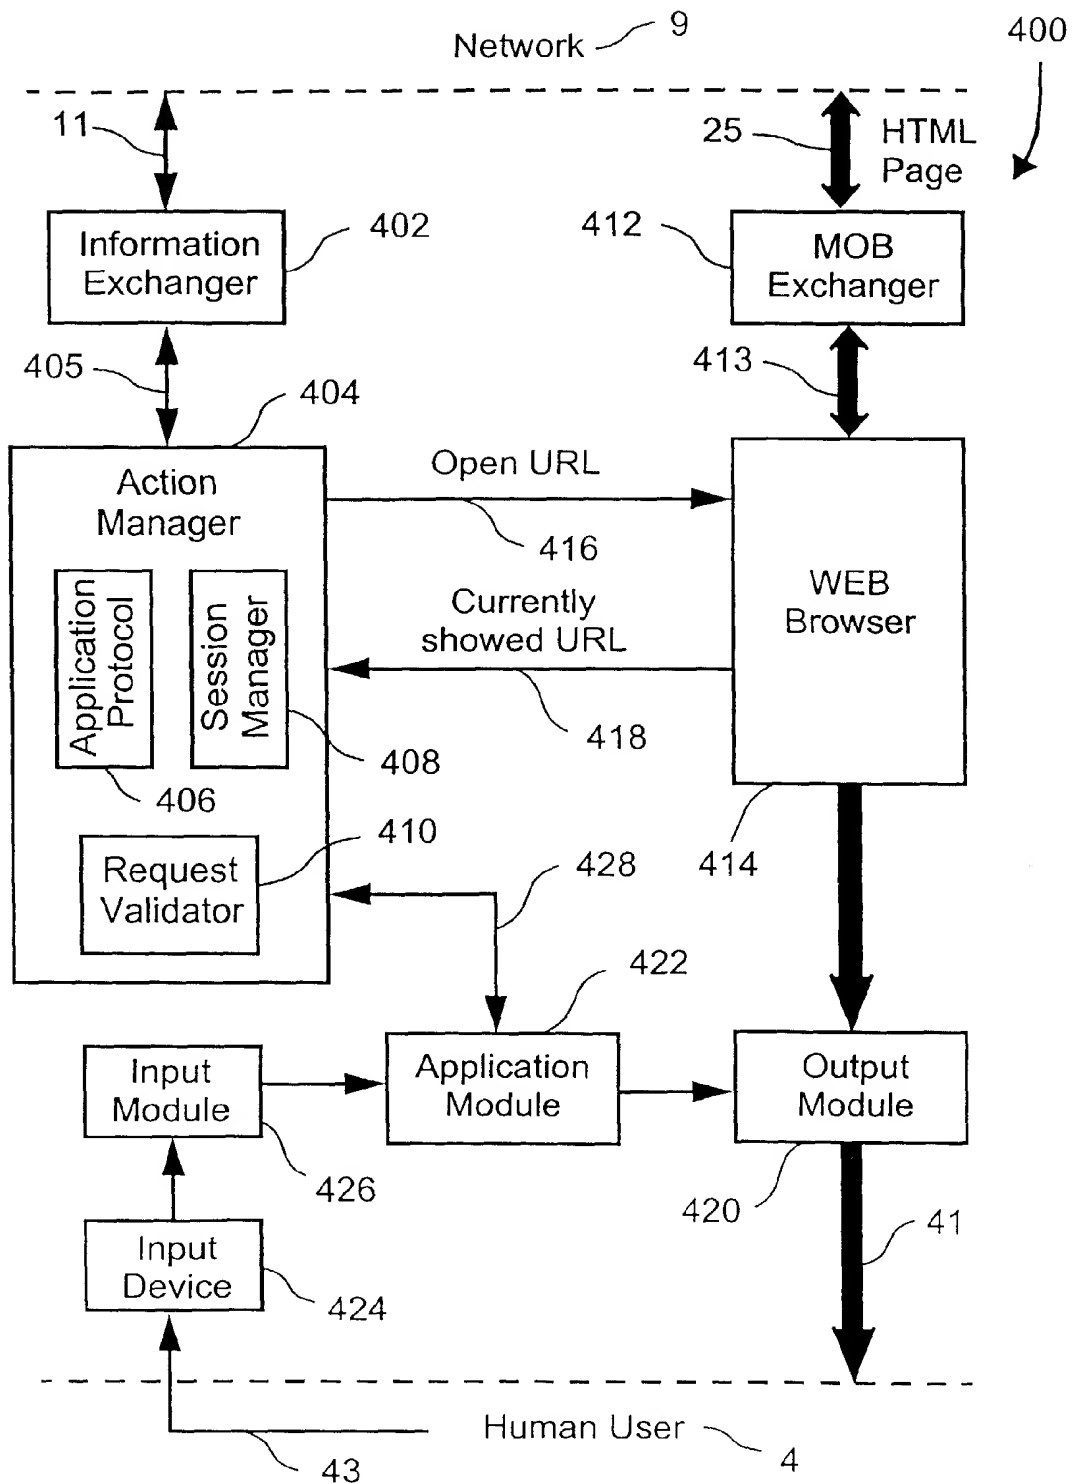 Network
9
400
11
25
HTML
Page
Information
Exchanger
402
412
MOB
Exchanger
405
413
404
Action
Manager
Open URL
416
WEB
Browser
Application
Protocol
Session
Manager
Currently
showed URL
418
406
408
410
Request
Validator
428
414
422
Input
Module
Application
Module
Output
Module
426
420
41
Input
Device
424
Human User
4
43